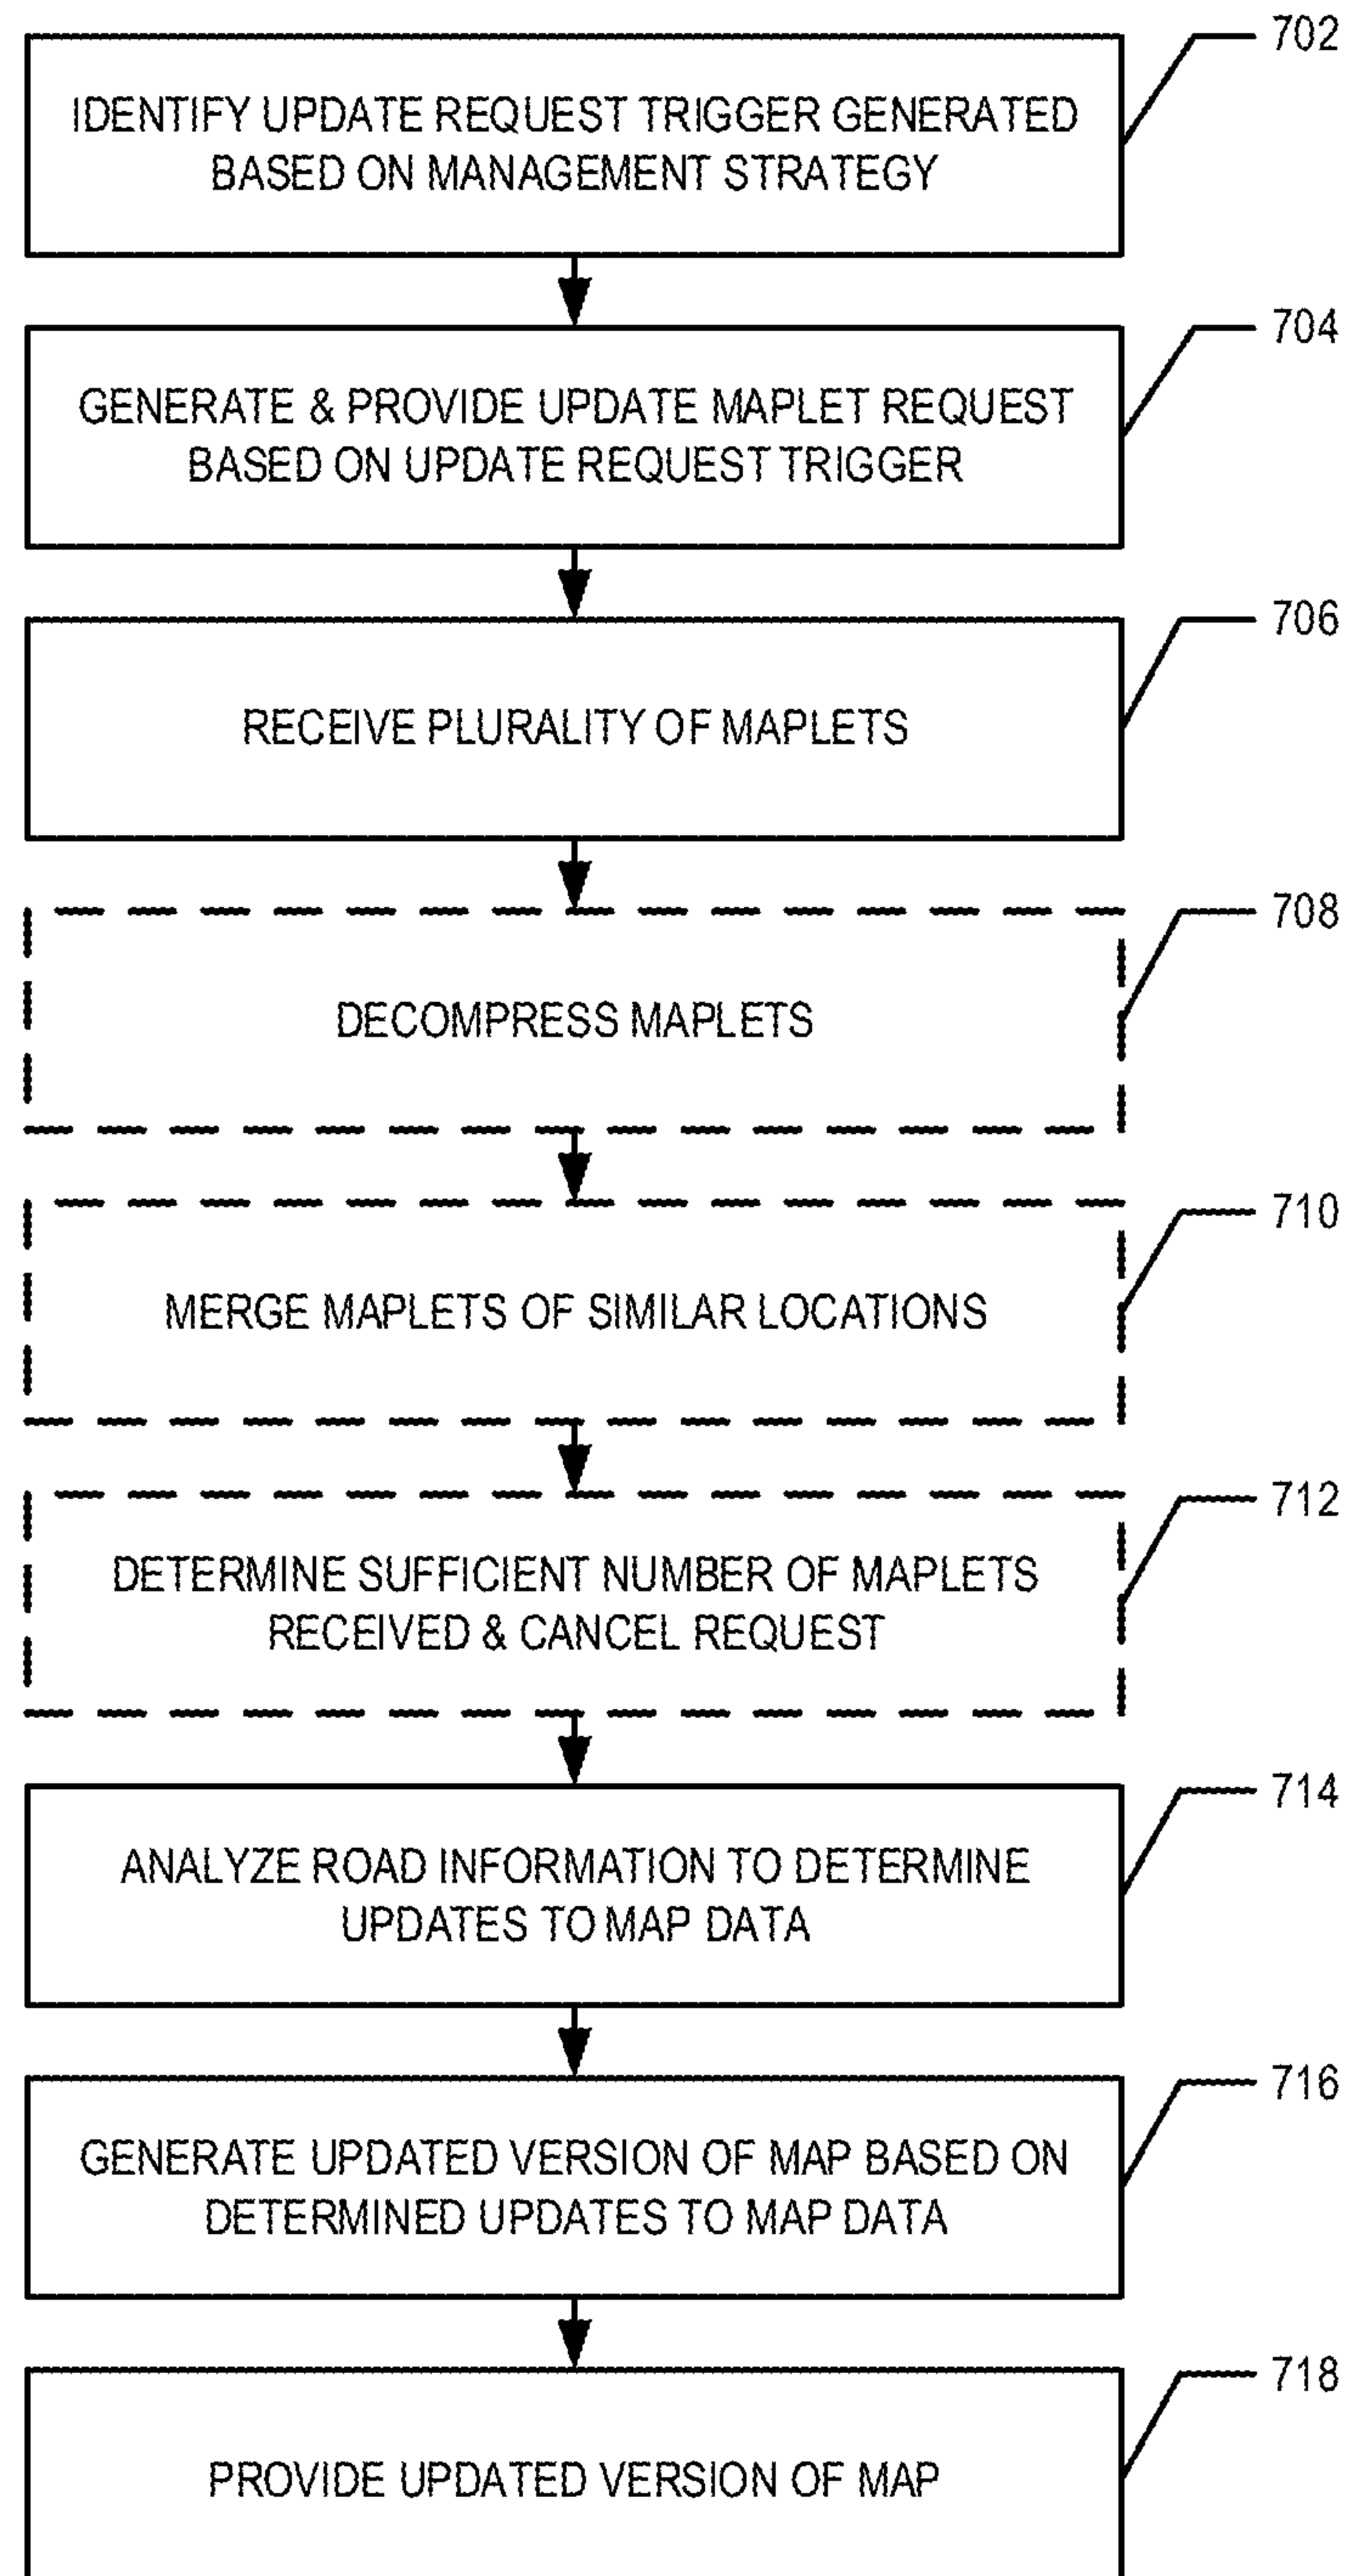 702
IDENTIFY UPDATE REQUEST TRIGGER GENERATED
BASED ON MANAGEMENT STRATEGY
704
GENERATE & PROVIDE UPDATE MAPLET REQUEST
BASED ON UPDATE REQUEST TRIGGER
706
RECEIVE PLURALITY OF MAPLETS
708
DECOMPRESS MAPLETS
710
MERGE MAPLETS OF SIMILAR LOCATIONS
712
DETERMINE SUFFICIENT NUMBER OF MAPLETS
RECEIVED & CANCEL REQUEST
714
ANALYZE ROAD INFORMATION TO DETERMINE
UPDATES TO MAP DATA
716
GENERATE UPDATED VERSION OF MAP BASED ON
DETERMINED UPDATES TO MAP DATA
718
PROVIDE UPDATED VERSION OF MAP